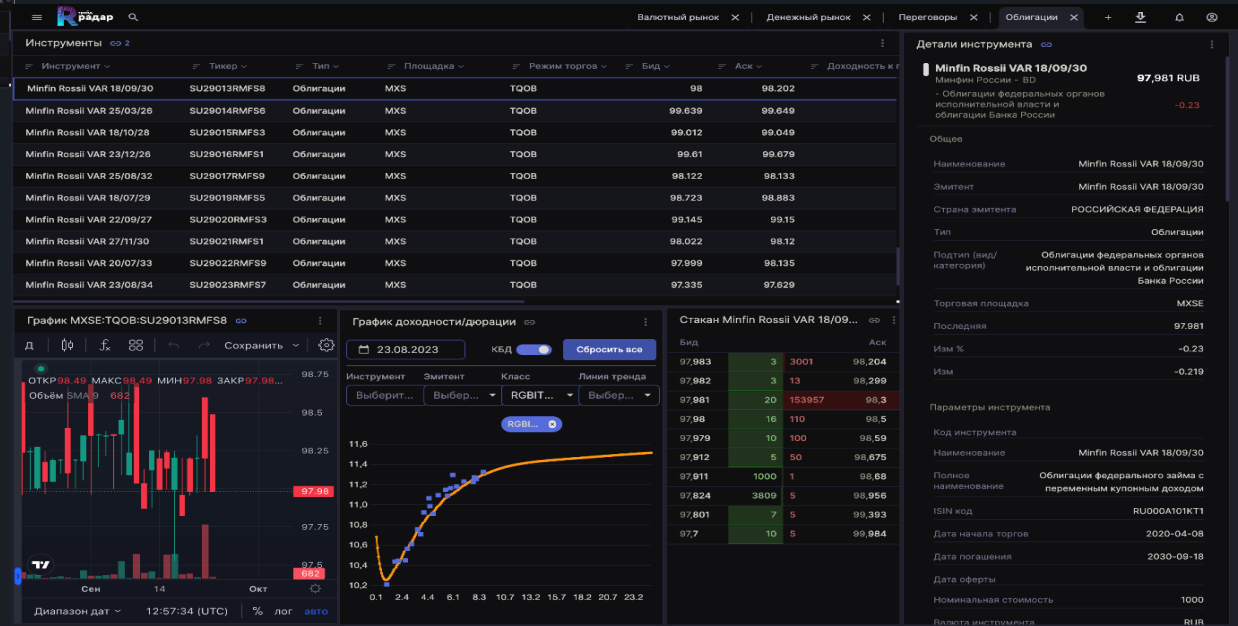 трейд
радар
Валютный рынок
Денежный рынок
Переговоры
Облигации
Инструменты 2
Инструмент Тикер Тип Площадка Режим торгов Бид Аск Доходность к п
Minfin Rossii VAR 18/09/30 SU29013RMFS8 Облигации MXS TQOB 98 98.202
Minfin Rossii VAR 25/03/26 SU29014RMFS6 Облигации MXS TQOB 99.639 99.649
Minfin Rossii VAR 18/10/28 SU29015RMFS3 Облигации MXS TQOB 99.012 99.049
Minfin Rossii VAR 23/12/26 SU29016RMFS1 Облигации MXS TQOB 99.61 99.679
Minfin Rossii VAR 25/08/32 SU29017RMFS9 Облигации MXS TQOB 98.122 98.133
Minfin Rossii VAR 18/07/29 SU29019RMFS5 Облигации MXS TQOB 98.723 98.883
Minfin Rossii VAR 22/09/27 SU29020RMFS3 Облигации MXS TQOB 99.145 99.15
Minfin Rossii VAR 27/11/30 SU29021RMFS1 Облигации MXS TQOB 98.022 98.12
Minfin Rossii VAR 20/07/33 SU29022RMFS9 Облигации MXS TQOB 97.999 98.135
Minfin Rossii VAR 23/08/34 SU29023RMFS7 Облигации MXS TQOB 97.335 97.629
График MXSE:TQOB:SU29013RMFS8
Д Сохранить
ОТКР98.49 МАКС98.49 МИН97.98 ЗАКР97.98...
Объём SMA 9 682
98.75
98.5
98.25
97.98
97.75
97.5
682
Сен 14 Окт
Диапазон дат 12:57:34 (UTC) % лог авто
График доходности/дюрации
23.08.2023 КБД Сбросить все
Инструмент Эмитент Класс Линия тренда
Выберит... Выбер... RGBIT... Выбер...
RGBI...
11,6
11,4
11,2
11,0
10,8
10,6
10,4
10,2
0.1 2.4 4.4 6.1 8.3 10.7 13.2 15.7 18.2 20.7 23.2
Стакан Minfin Rossii VAR 18/09...
Бид Аск
97,983 3 3001 98,204
97,982 3 13 98,299
97,981 20 153957 98,3
97,98 16 110 98,5
97,979 10 100 98,59
97,912 5 50 98,675
97,911 1000 1 98,68
97,824 3809 5 98,956
97,801 7 5 99,393
97,7 10 5 99,984
Детали инструмента
Minfin Rossii VAR 18/09/30
Минфин России - BD 97,981 RUB
- Облигации федеральных органов
исполнительной власти и -0.23
облигации Банка России
Общее
Наименование Minfin Rossii VAR 18/09/30
Эмитент Minfin Rossii VAR 18/09/30
Страна эмитента РОССИЙСКАЯ ФЕДЕРАЦИЯ
Тип Облигации
Подтип (вид/ Облигации федеральных органов
категория) исполнительной власти и облигации
Банка России
Торговая площадка MXSE
Последняя 97.981
Изм % -0.23
Изм -0.219
Параметры инструмента
Код инструмента
Наименование Minfin Rossii VAR 18/09/30
Полное Облигации федерального займа с
наименование переменным купонным доходом
ISIN код RU000A101KT1
Дата начала торгов 2020-04-08
Дата погашения 2030-09-18
Дата оферты
Номинальная стоимость 1000
Валюта инструмента RUB